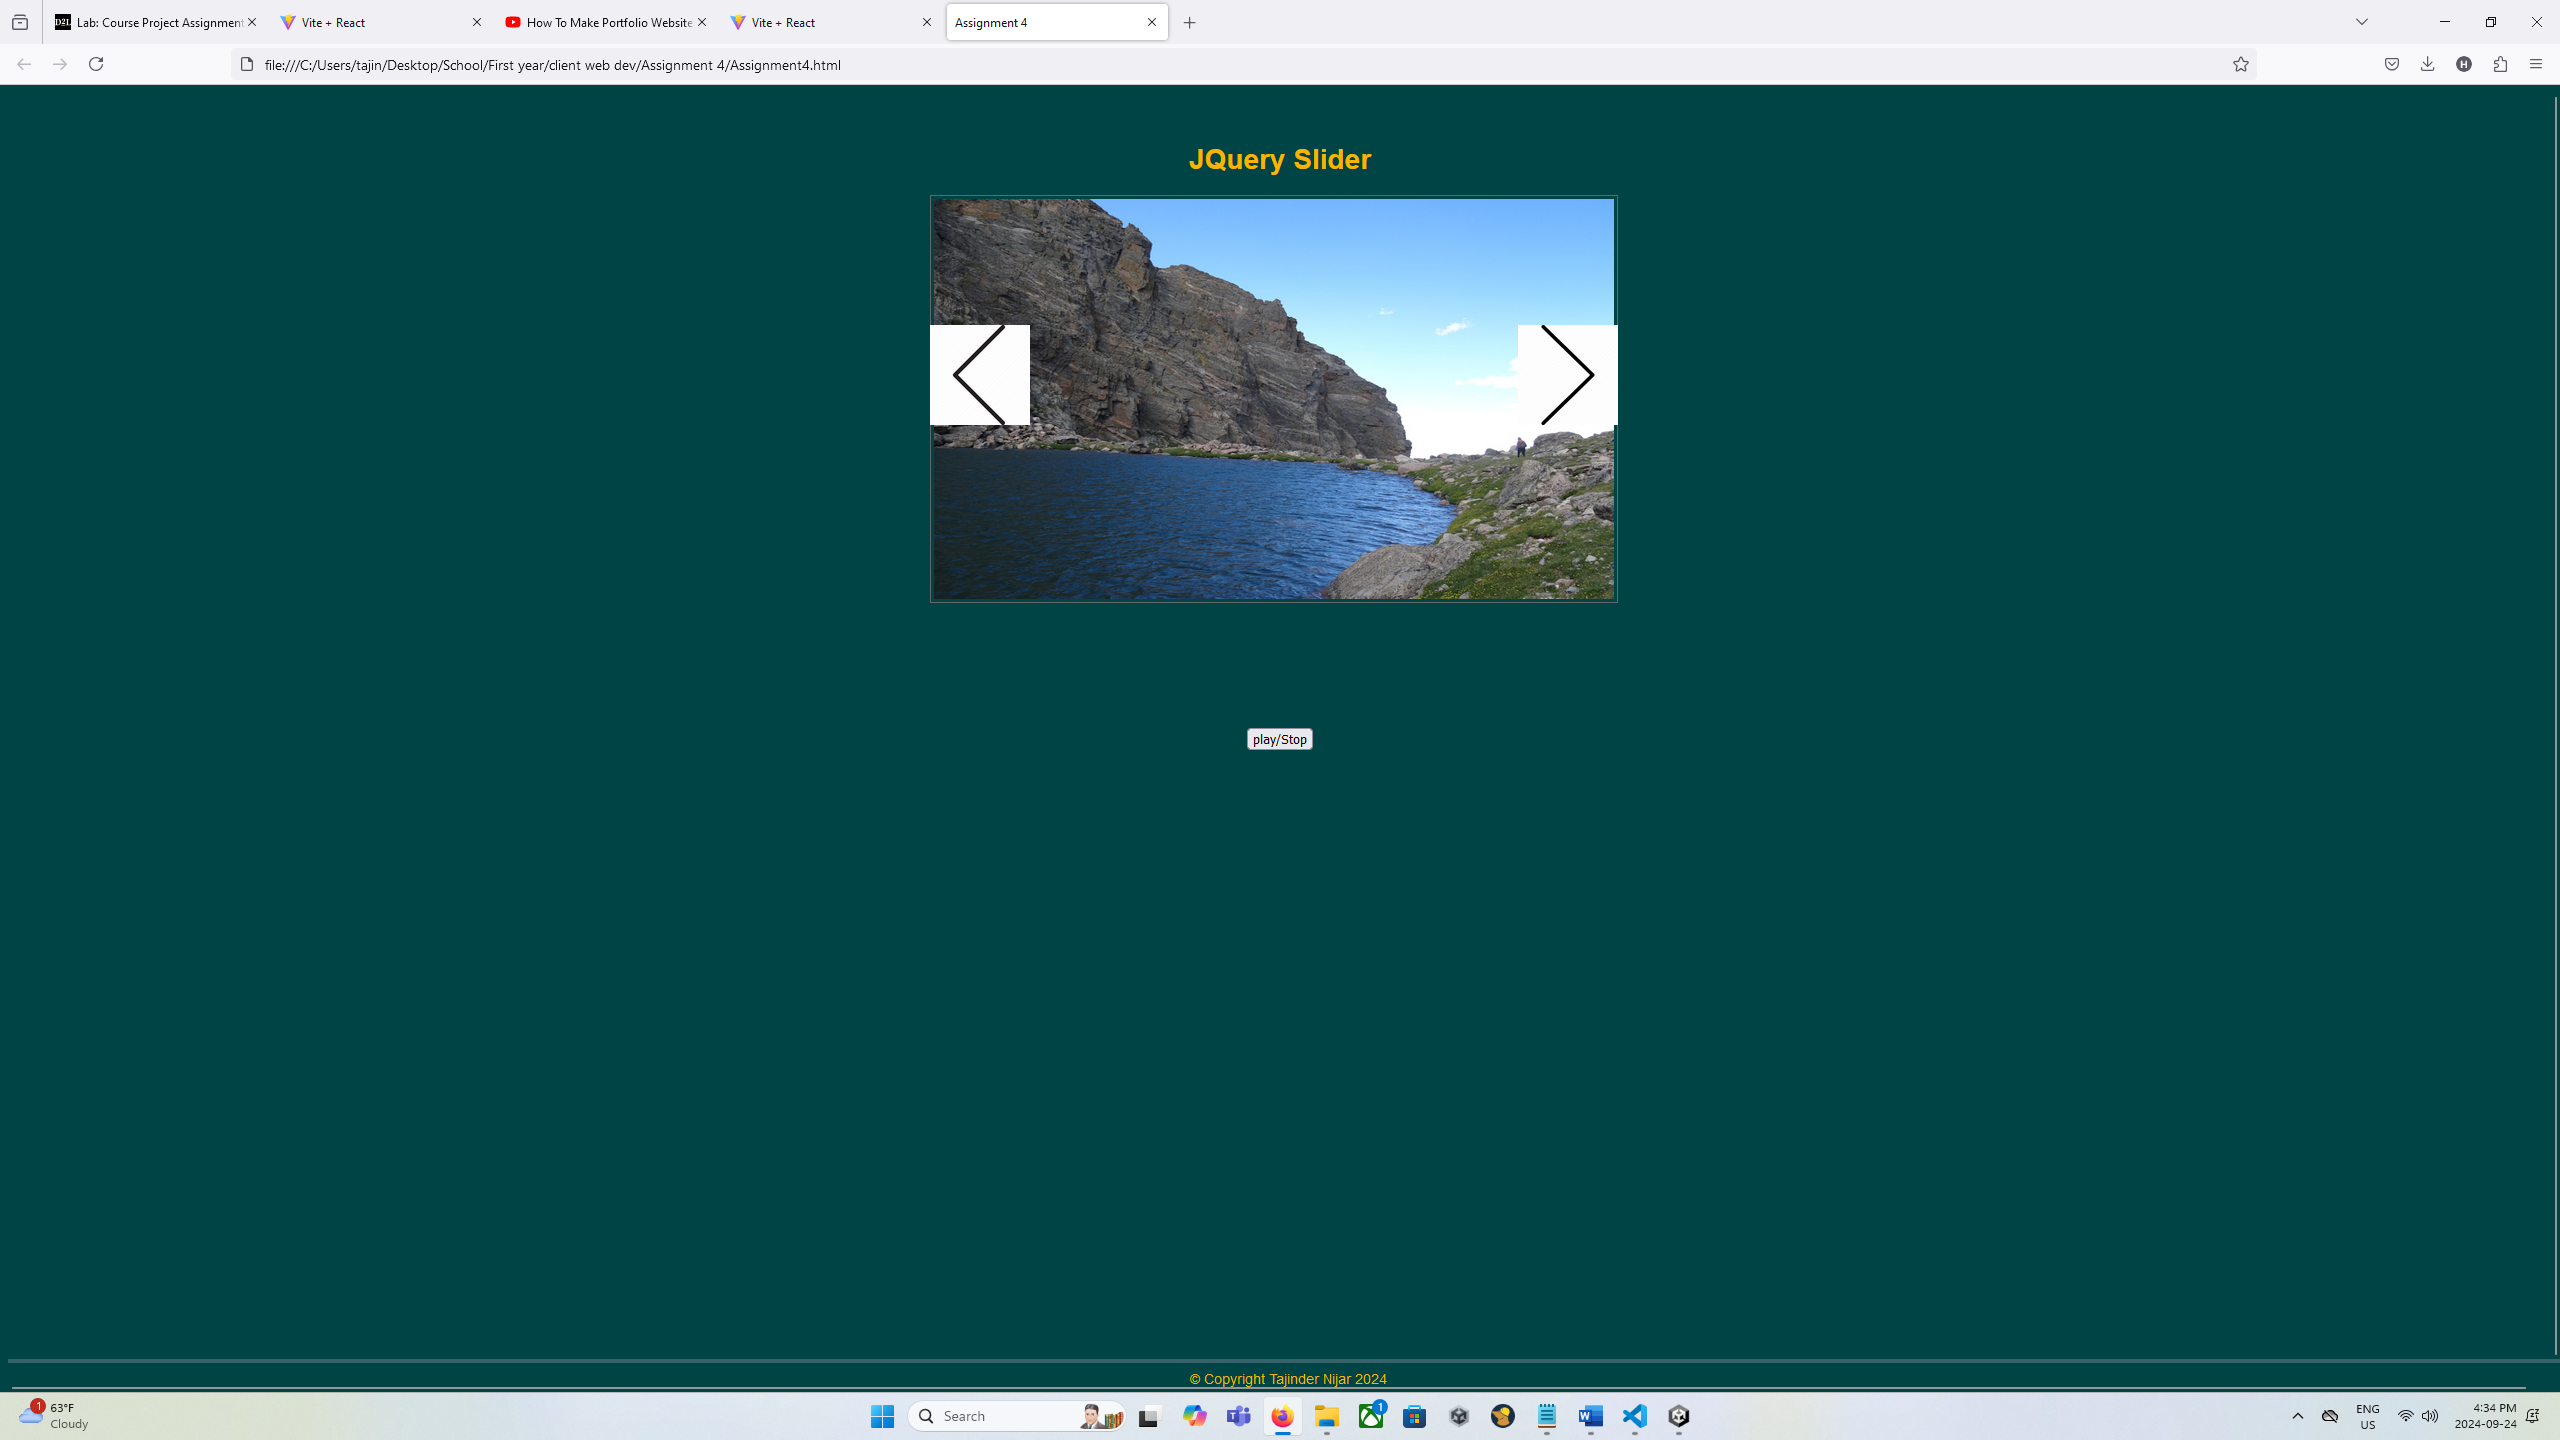 D2L Lab: Course Project Assignment
Vite + React
How To Make Portfolio Website
Vite + React
Assignment 4
file:///C:/Users/tajin/Desktop/School/First year/client web dev/Assignment 4/Assignment4.html
H
JQuery Slider
play/Stop
© Copyright Tajinder Nijar 2024
1
63°F
Cloudy
Search
1
ENG
US
4:34 PM
2024-09-24